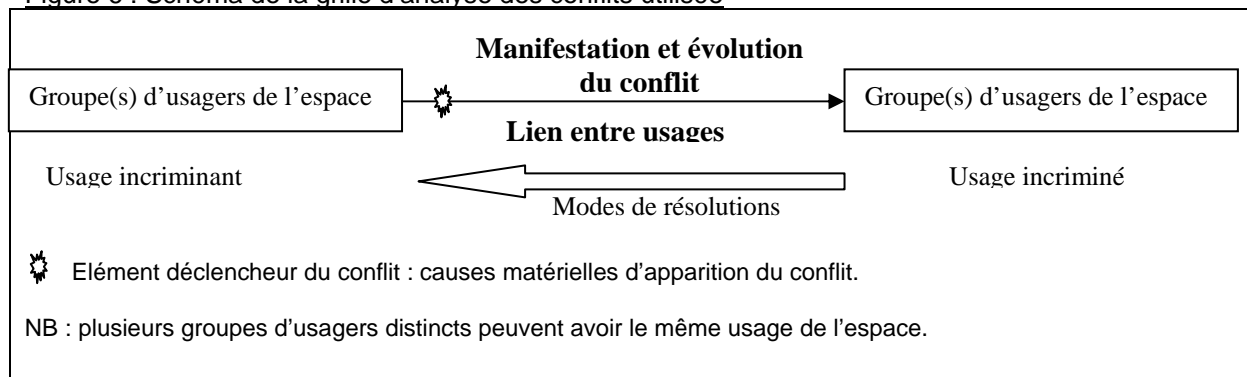 Figure 3 : Schéma de la grille d'analyse des conflits utilisée
Manifestation et évolution
du conflit
Groupe(s) d'usagers de l'espace
Groupe(s) d'usagers de l'espace
Lien entre usages
Usage incriminant
Usage incriminé
Modes de résolutions
Elément déclencheur du conflit : causes matérielles d'apparition du conflit.
NB : plusieurs groupes d'usagers distincts peuvent avoir le même usage de l'espace.